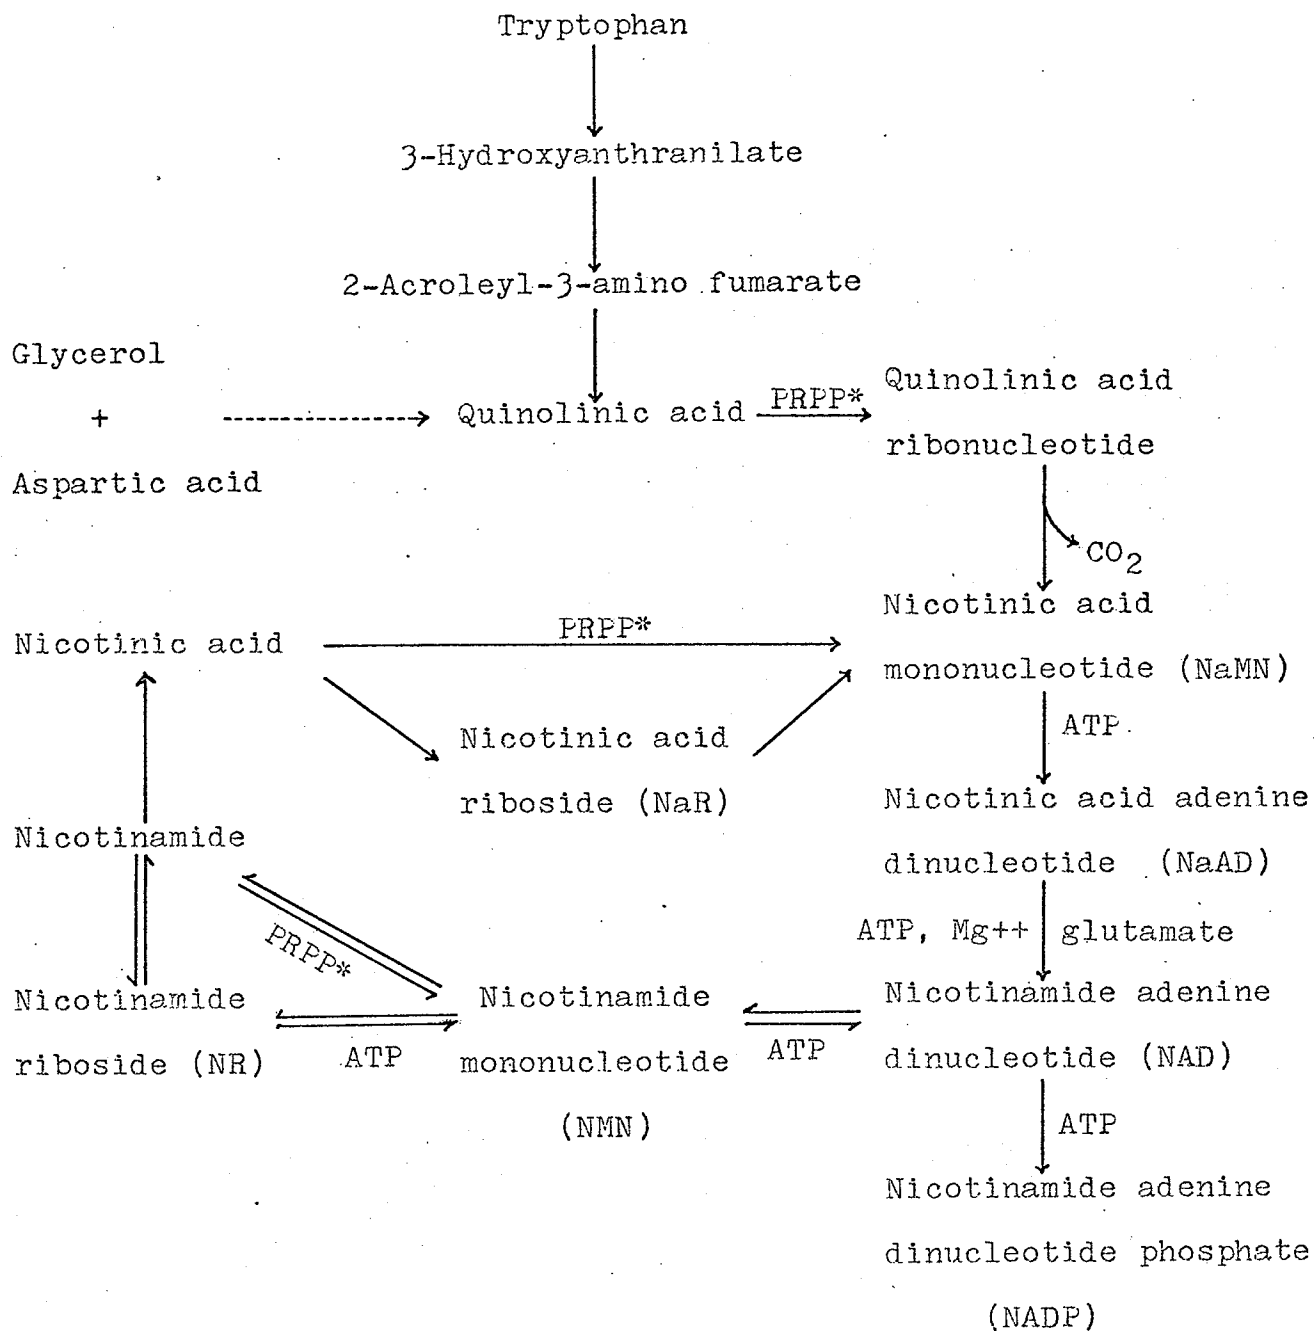 Tryptophan
3-Hydroxyanthranilate
2-Acroleyl-3-amino fumarate
Glycerol
+
Aspartic acid
Quinolinic acid
PRPP*
Quinolinic acid
ribonucleotide
CO2
Nicotinic acid
PRPP*
Nicotinic acid
mononucleotide (NaMN)
Nicotinic acid
riboside (NaR)
ATP
Nicotinic acid adenine
dinucleotide (NaAD)
Nicotinamide
PRPP*
ATP, Mg++ glutamate
Nicotinamide
riboside (NR)
ATP
Nicotinamide
mononucleotide
(NMN)
ATP
Nicotinamide adenine
dinucleotide (NAD)
ATP
Nicotinamide adenine
dinucleotide phosphate
(NADP)